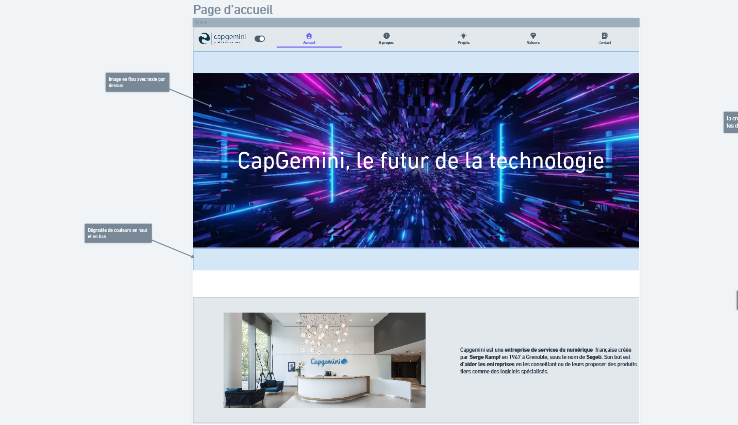 Page d'accueil
capgemini
Accueil
À propos
Projets
Valeurs
Contact
Image en flou avec texte par
dessus
CapGemini, le futur de la technologie
Dégradés de couleurs en haut
et en bas
Capgemini
Capgemini est une entreprise de services du numérique française créée
par Serge Kampf en 1967 à Grenoble, sous le nom de Sogeti. Son but est
d'aider les entreprises en les conseillant ou de leurs proposer des produits
tiers comme des logiciels spécialisés.